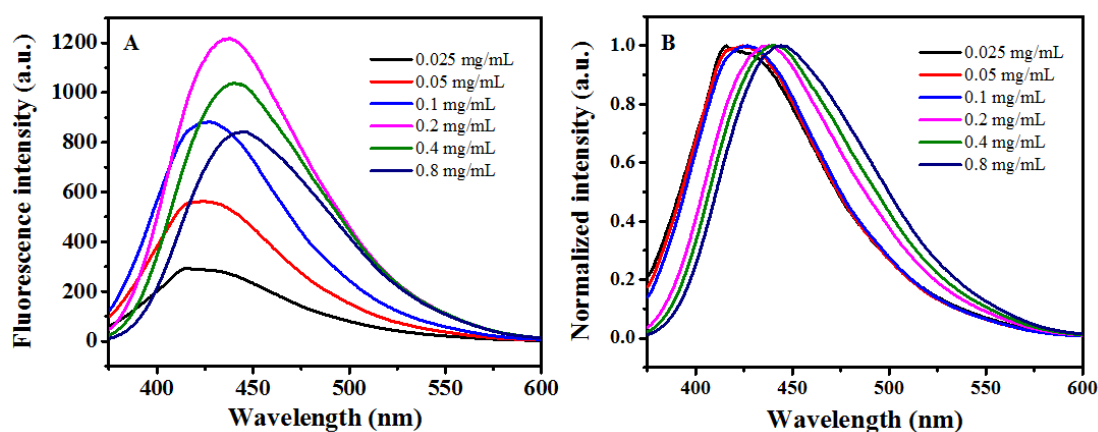 A
0.025 mg/mL
0.05 mg/mL
0.1 mg/mL
0.2 mg/mL
0.4 mg/mL
0.8 mg/mL
1200
1000
800
600
400
200
0
400
450
500
550
600
Fluorescence intensity (a.u.)
Wavelength (nm)
B
0.025 mg/mL
0.05 mg/mL
0.1 mg/mL
0.2 mg/mL
0.4 mg/mL
0.8 mg/mL
1.0
0.8
0.6
0.4
0.2
0.0
400
450
500
550
600
Normalized intensity (a.u.)
Wavelength (nm)